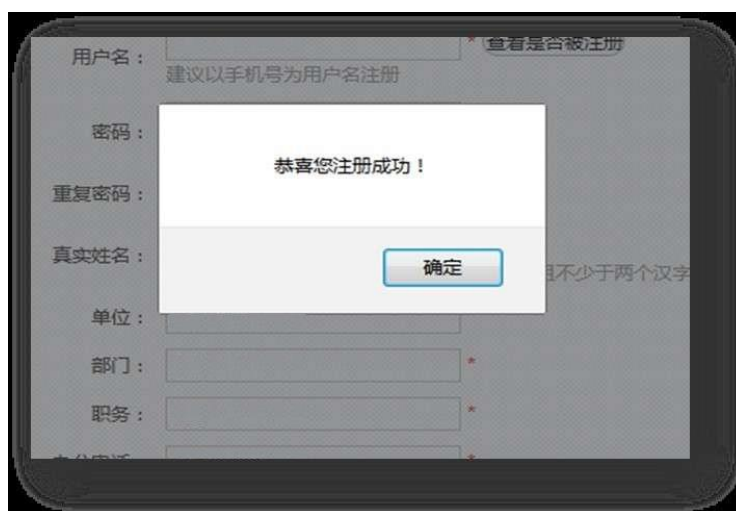 用户名： * 查看是否被注册
建议以手机号为用户名注册
密码：
恭喜您注册成功！
重复密码：
真实姓名：
确定
且不少于两个汉字
单位：
部门： *
职务： *
*